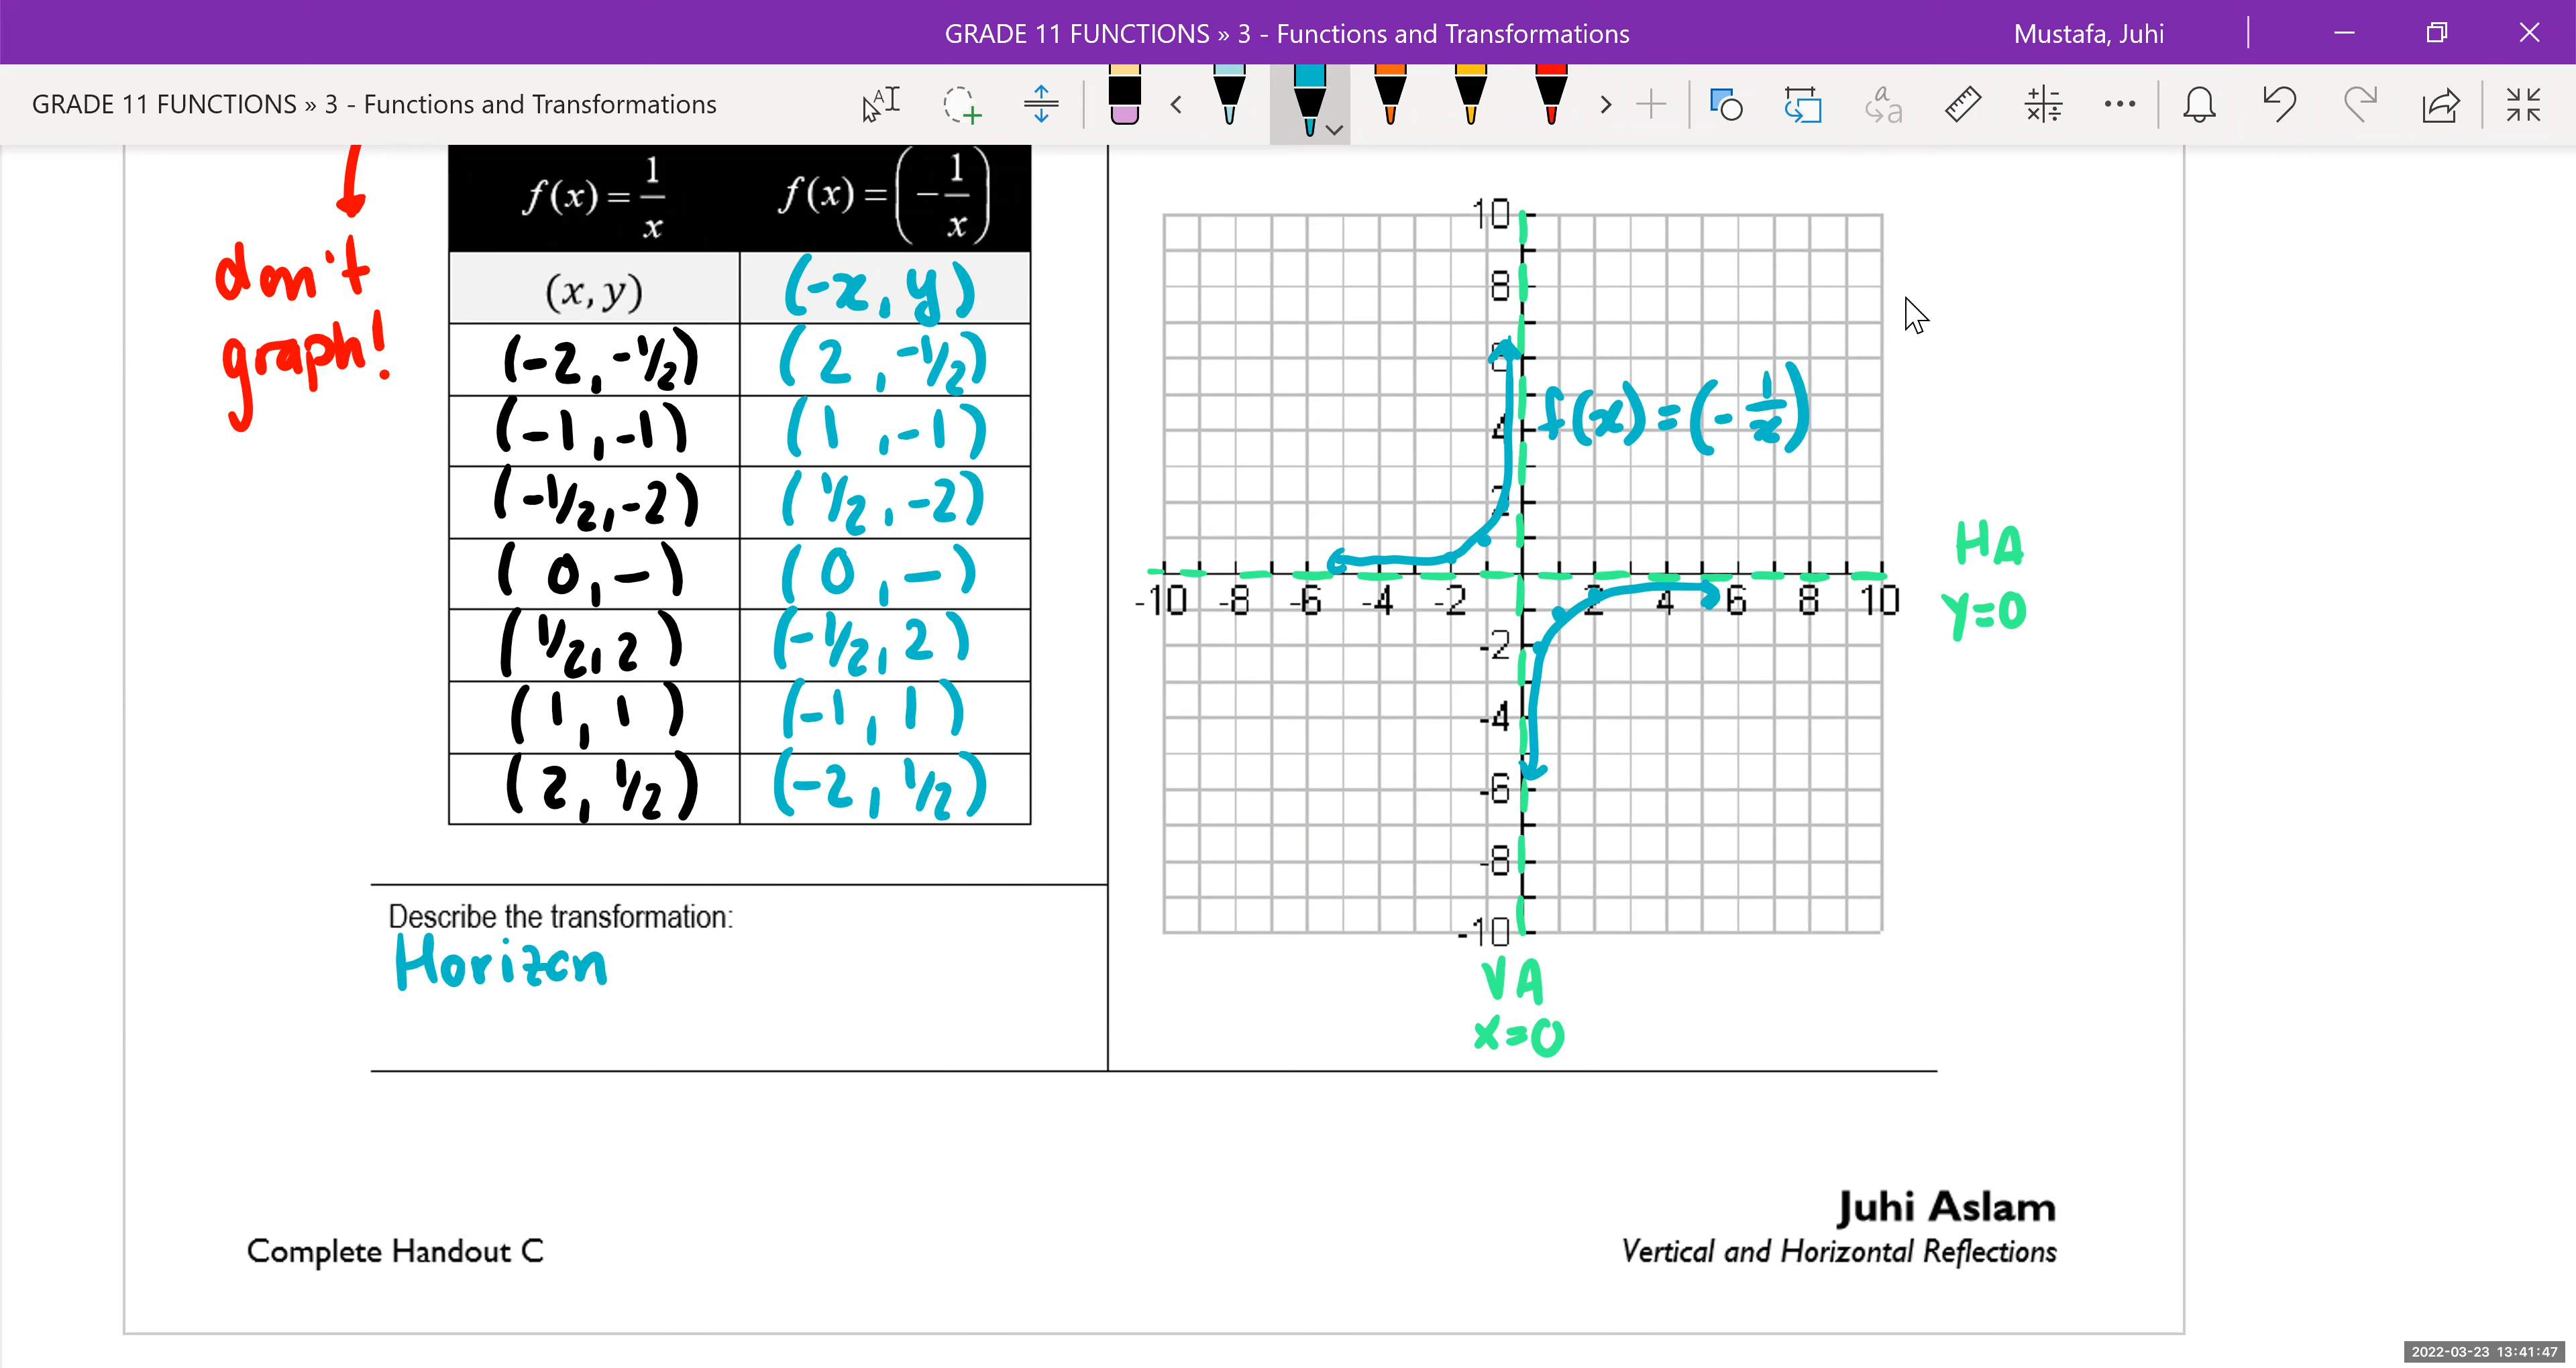 GRADE 11 FUNCTIONS » 3 - Functions and Transformations
Mustafa, Juhi
GRADE 11 FUNCTIONS » 3 - Functions and Transformations
don't
graph!
f(x) = 1/x
f(x) = (-1/x)
(x, y)
(-x, y)
(-2, -1/2)
(2, -1/2)
(-1, -1)
(1, -1)
(-1/2, -2)
(1/2, -2)
(0, -)
(0, -)
(1/2, 2)
(-1/2, 2)
(1, 1)
(-1, 1)
(2, 1/2)
(-2, 1/2)
Describe the transformation:
Horizon
10
8
6
4
2
-10 -8 -6 -4 -2 2 4 6 8 10
-2
-4
-6
-8
-10
f(x) = (-1/x)
HA
y=0
VA
x=0
Complete Handout C
Juhi Aslam
Vertical and Horizontal Reflections
2022-03-23 13:41:47